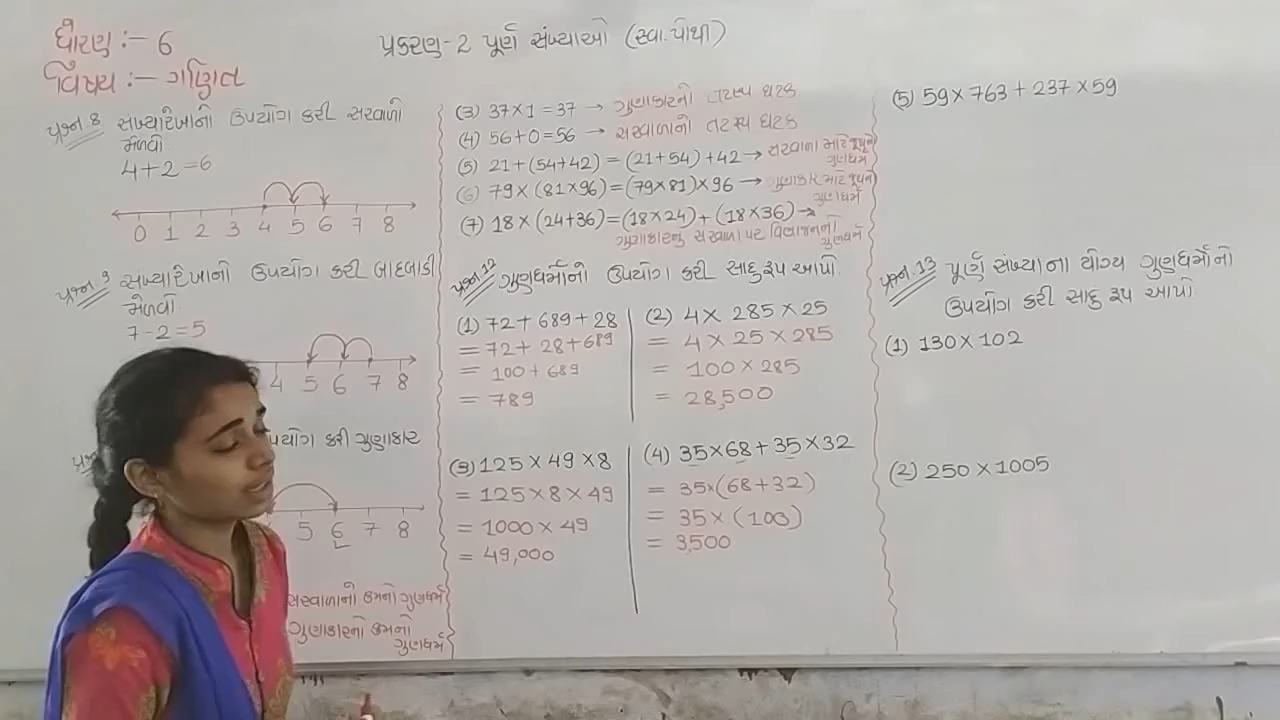 ધોરણ :- 6
વિષય :- ગણિત
પ્રકરણ-2 પૂર્ણ સંખ્યાઓ (સ્વા.પોથી)
પ્રશ્ન.8 સંખ્યારેખાનો ઉપયોગ કરી સરવાળો
મેળવો
4+2=6
0 1 2 3 4 5 6 7 8
પ્રશ્ન.9 સંખ્યારેખાનો ઉપયોગ કરી બાદબાકી
મેળવો
7-2=5
4 5 6 7 8
ઉપયોગ કરી ગુણાકાર
5 6 7 8
સરવાળાનો ક્રમનો ગુણધર્મ
ગુણાકારનો ક્રમનો
ગુણધર્મ
(3) 37×1=37 → ગુણાકારનો તટસ્થ ઘટક
(4) 56+0=56 → સરવાળાનો તટસ્થ ઘટક
(5) 21+(54+42)=(21+54)+42→ સરવાળા માટે જૂથનો
ગુણધર્મ
(6) 79×(81×96)=(79×81)×96 → ગુણાકાર માટે જૂથનો
ગુણધર્મ
(7) 18×(24+36)=(18×24)+(18×36)→
ગુણાકારનું સરવાળા પર વિભાજનનો
ગુણધર્મ
પ્રશ્ન.12 ગુણધર્મોનો ઉપયોગ કરી સાદુ રૂપ આપો.
(1) 72+689+28
=72+28+689
= 100+689
= 789
(2) 4× 285×25
= 4×25×285
= 100×285
= 28,500
(3) 125×49×8
= 125×8×49
= 1000×49
= 49,000
(4) 35×68+35×32
= 35×(68+32)
= 35×(100)
= 3,500
(5) 59×763+237×59
પ્રશ્ન.13 પૂર્ણ સંખ્યાના યોગ્ય ગુણધર્મોનો
ઉપયોગ કરી સાદુ રૂપ આપો.
(1) 130×102
(2) 250×1005